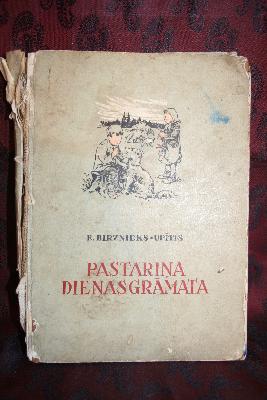 E. BIRZNIEKS-UPĪTIS
PASTARIŅA
DIENASGRĀMATA